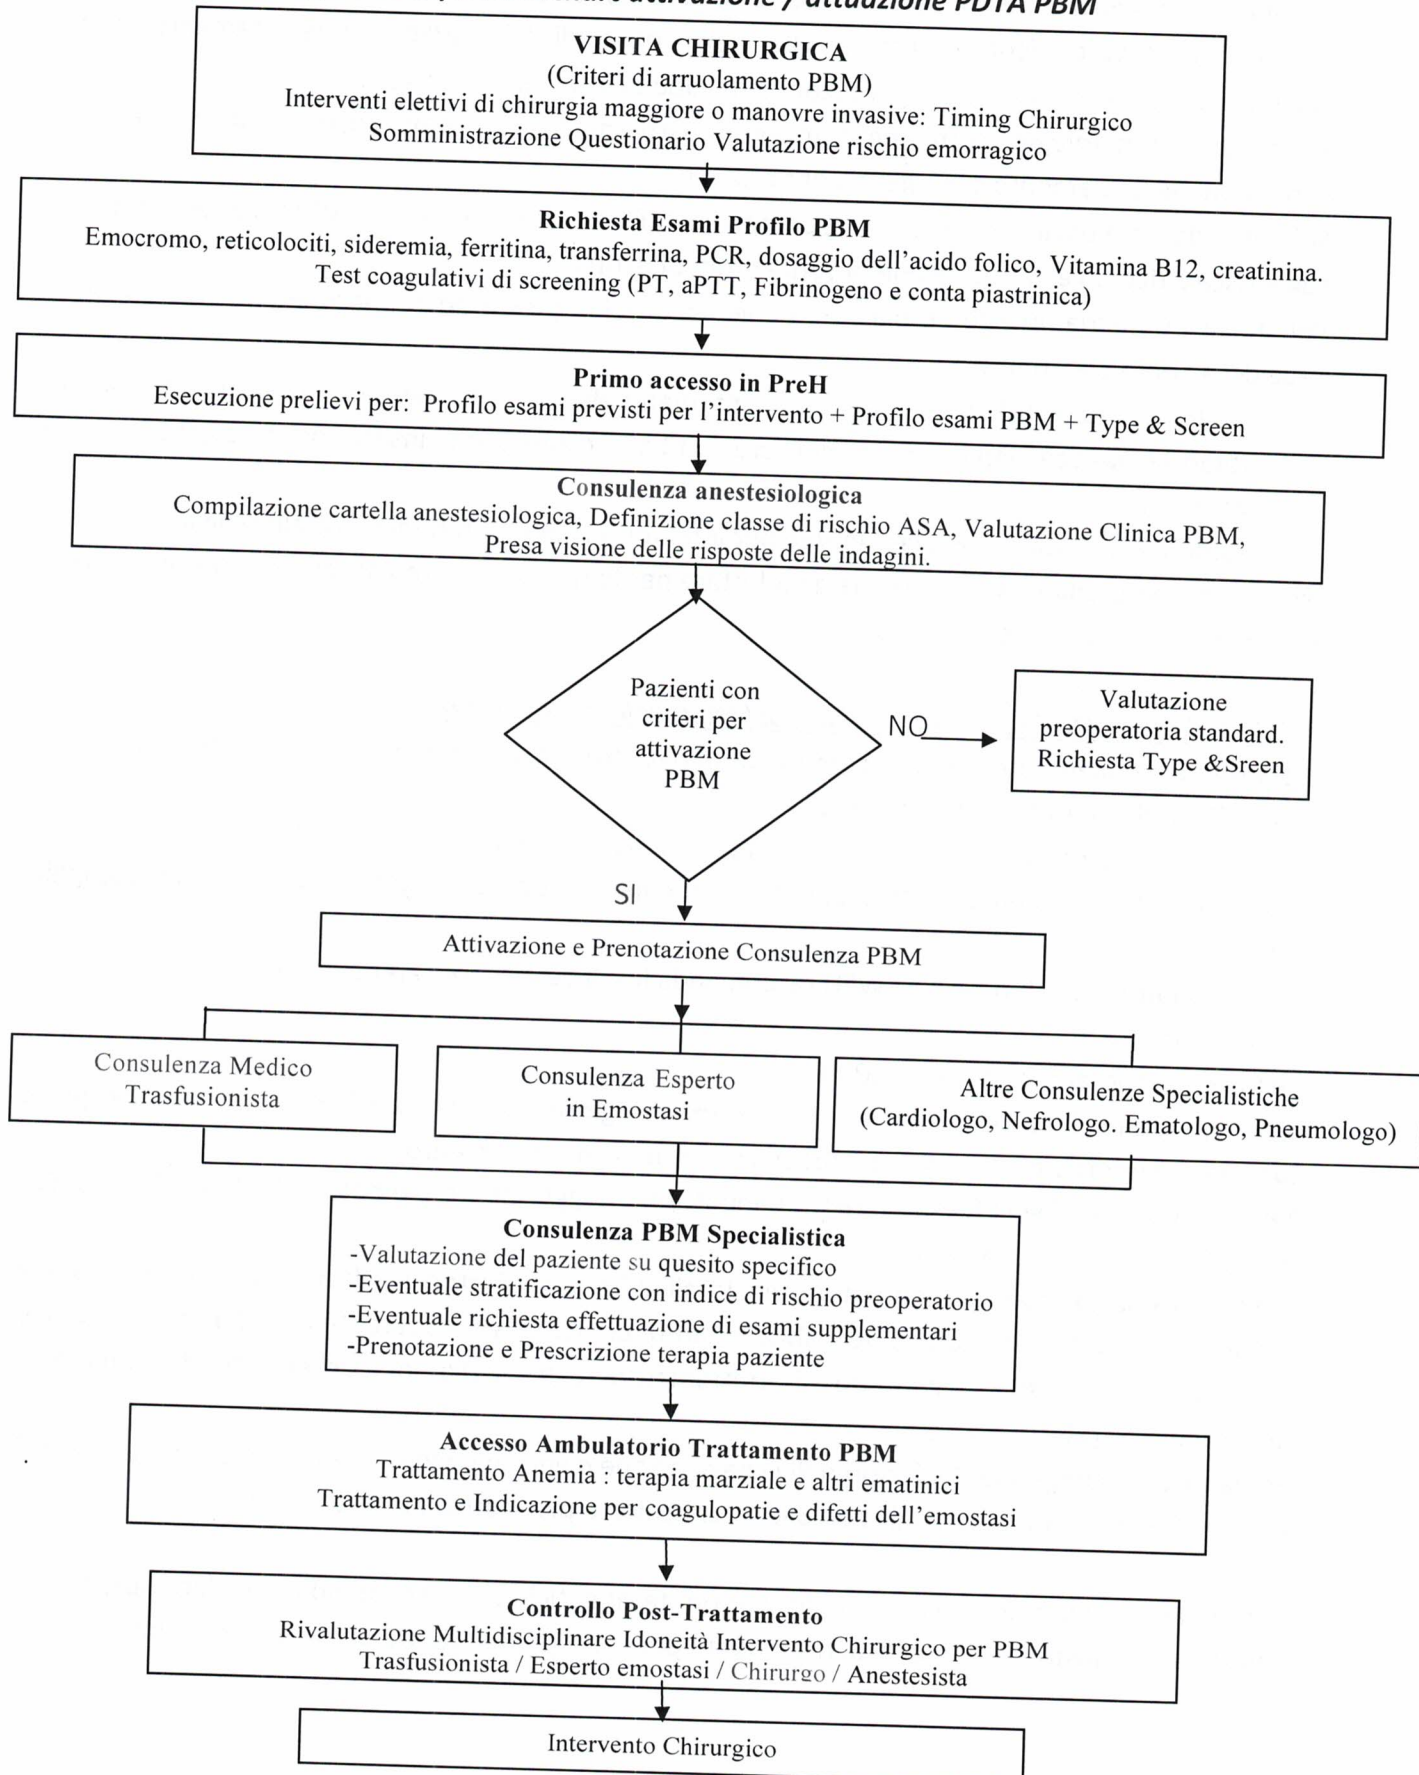 attivazione / attuazione PDTA PBM
VISITA CHIRURGICA
(Criteri di arruolamento PBM)
Interventi elettivi di chirurgia maggiore o manovre invasive: Timing Chirurgico
Somministrazione Questionario Valutazione rischio emorragico
Richiesta Esami Profilo PBM
Emocromo, reticolociti, sideremia, ferritina, transferrina, PCR, dosaggio dell'acido folico, Vitamina B12, creatinina.
Test coagulativi di screening (PT, aPTT, Fibrinogeno e conta piastrinica)
Primo accesso in PreH
Esecuzione prelievi per: Profilo esami previsti per l'intervento + Profilo esami PBM + Type & Screen
Consulenza anestesiologica
Compilazione cartella anestesiologica, Definizione classe di rischio ASA, Valutazione Clinica PBM,
Presa visione delle risposte delle indagini.
Pazienti con
criteri per
attivazione
PBM
NO
Valutazione
preoperatoria standard.
Richiesta Type &Sreen
SI
Attivazione e Prenotazione Consulenza PBM
Consulenza Medico
Trasfusionista
Consulenza Esperto
in Emostasi
Altre Consulenze Specialistiche
(Cardiologo, Nefrologo. Ematologo, Pneumologo)
Consulenza PBM Specialistica
-Valutazione del paziente su quesito specifico
-Eventuale stratificazione con indice di rischio preoperatorio
-Eventuale richiesta effettuazione di esami supplementari
-Prenotazione e Prescrizione terapia paziente
Accesso Ambulatorio Trattamento PBM
Trattamento Anemia : terapia marziale e altri ematinici
Trattamento e Indicazione per coagulopatie e difetti dell'emostasi
Controllo Post-Trattamento
Rivalutazione Multidisciplinare Idoneità Intervento Chirurgico per PBM
Trasfusionista / Esperto emostasi / Chirurgo / Anestesista
Intervento Chirurgico